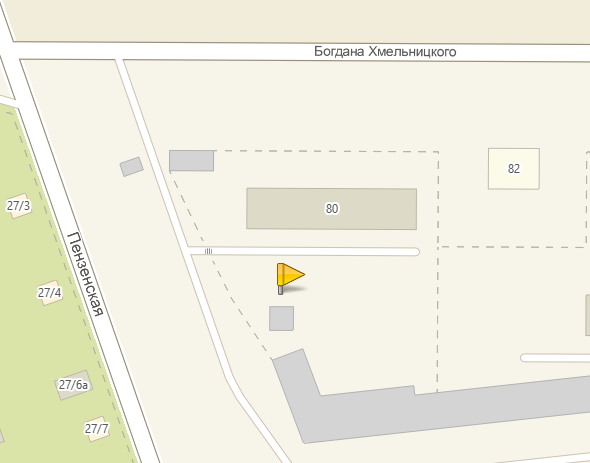 Богдана Хмельницкого
82
27/3
80
Пензенская
27/4
27/6а
27/7